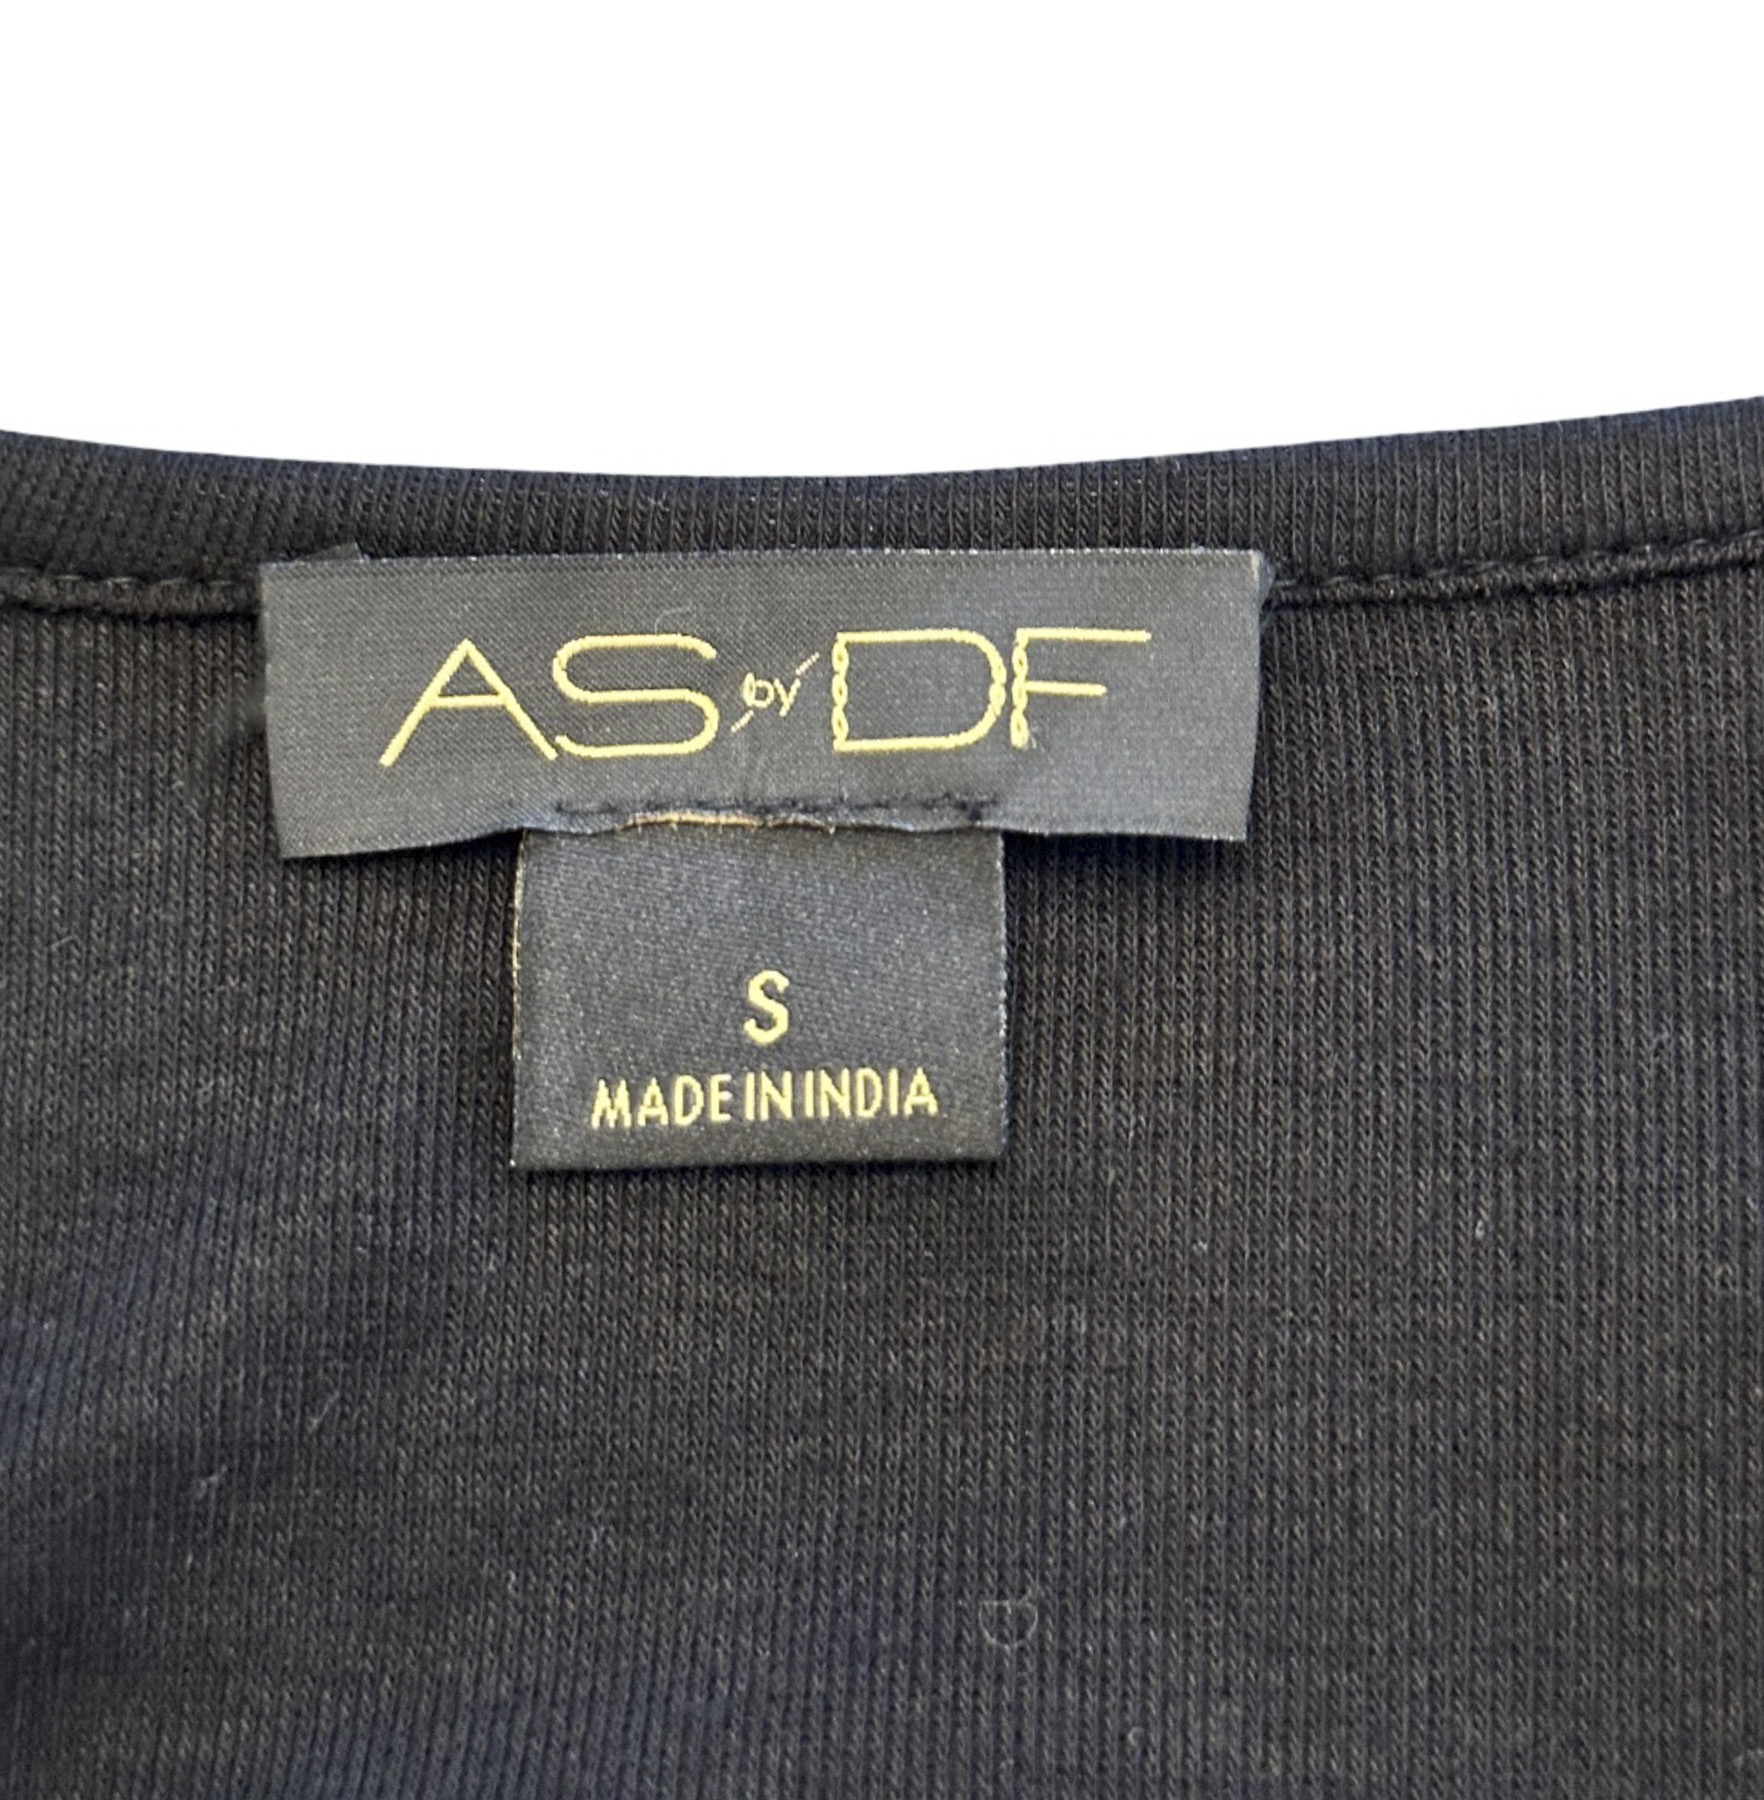 AS by DF
S
MADE IN INDIA